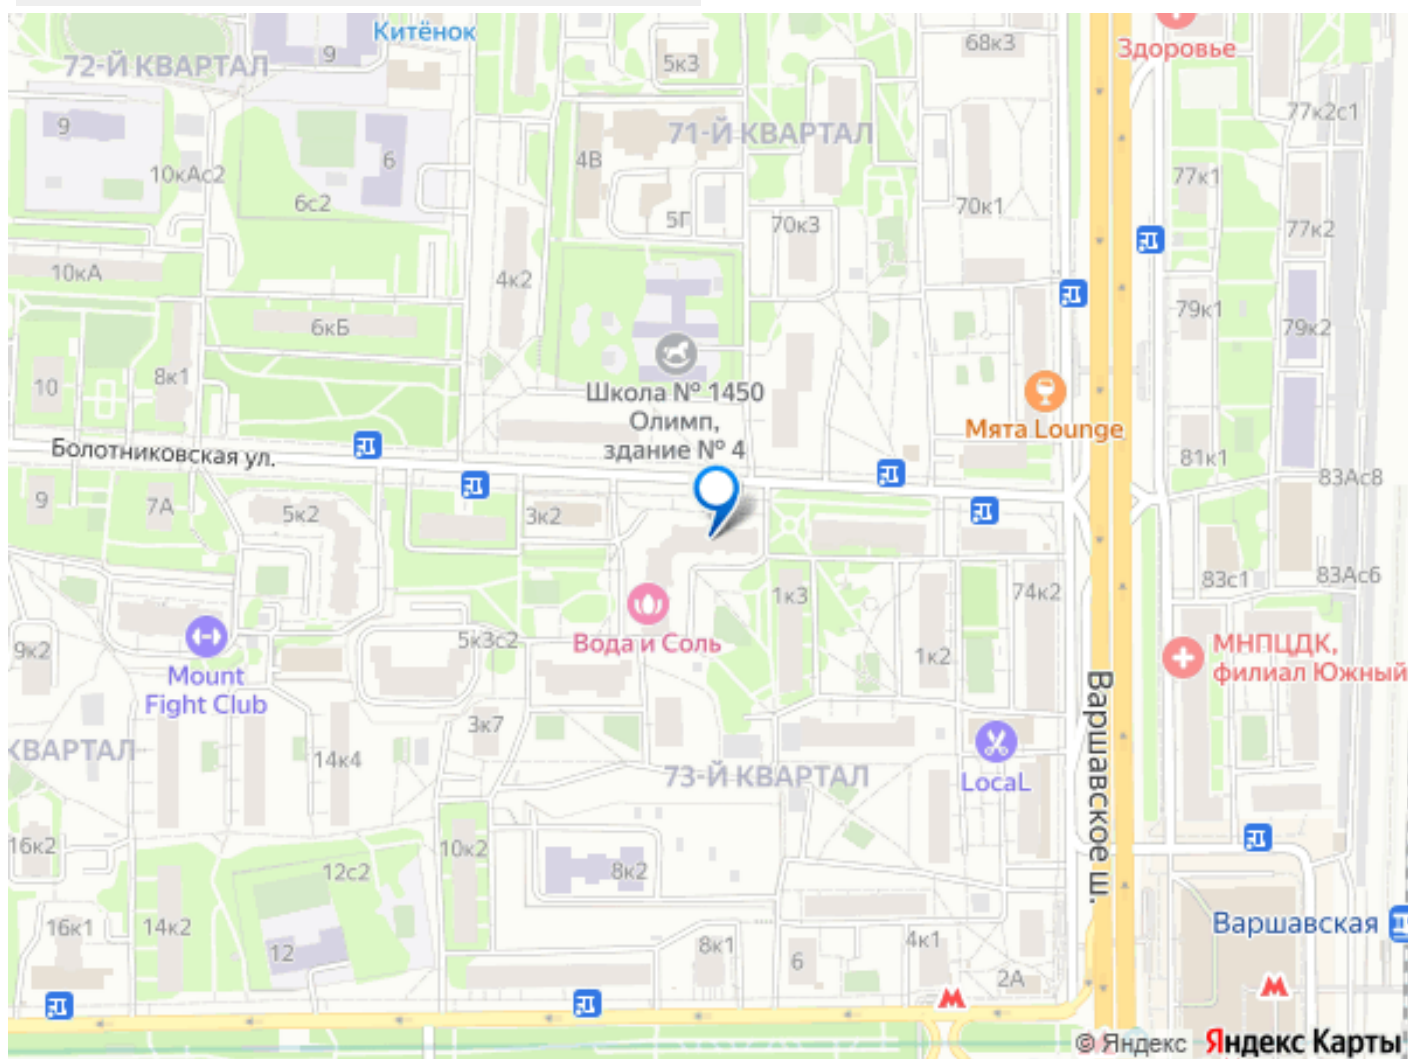 Китёнок
68к3
Здоровье
9
5к3
72-Й КВАРТАЛ
77к2с1
9
71-Й КВАРТАЛ
4В
6
10кАс2
77к1
6с2
5Г
70к3
70к1
77к2
10кА
4к2
79к1
6кБ
79к2
10
8к1
Школа № 1450
Олимп,
здание № 4
Мята Lounge
Болотниковская ул.
81к1
83Ас8
9
7А
5к2
3к2
83с1
83Ас6
1к3
74к2
Вода и Соль
5к3с2
9к2
1к2
МНПЦДК,
филиал Южный
Mount
Fight Club
Варшавское ш.
3к7
КВАРТАЛ
14к4
73-Й КВАРТАЛ
LocaL
16к2
10к2
12с2
8к2
16к1
14к2
Варшавская
12
8к1
6
4к1
2А
© Яндекс
Яндекс Карты